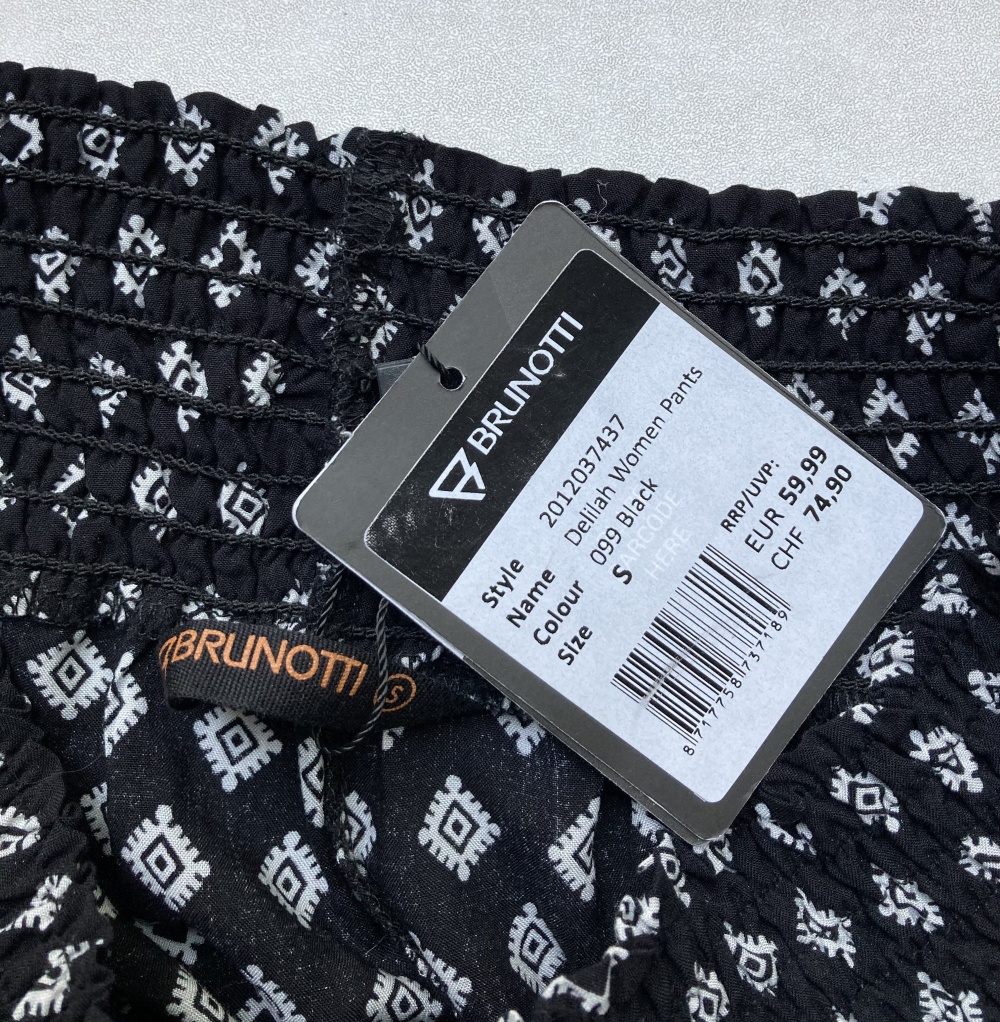 BRUNOTTI
Style 2012037437
Name Delilah Women Pants
Colour 099 Black
Size S
BARCODE
HERE
RRP/UVP:
EUR 59,99
CHF 74,90
8717758737189
BRUNOTTI S